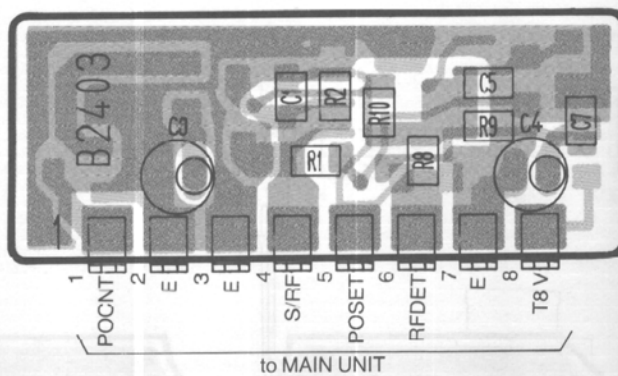 B2403
C3
C1
R2
R10
C5
R9
C4
C7
R1
R8
1
1 POCNT
2 E
3 E
4 S/RF
5 POSET
6 RFDET
7 E
8 T8 V
to MAIN UNIT